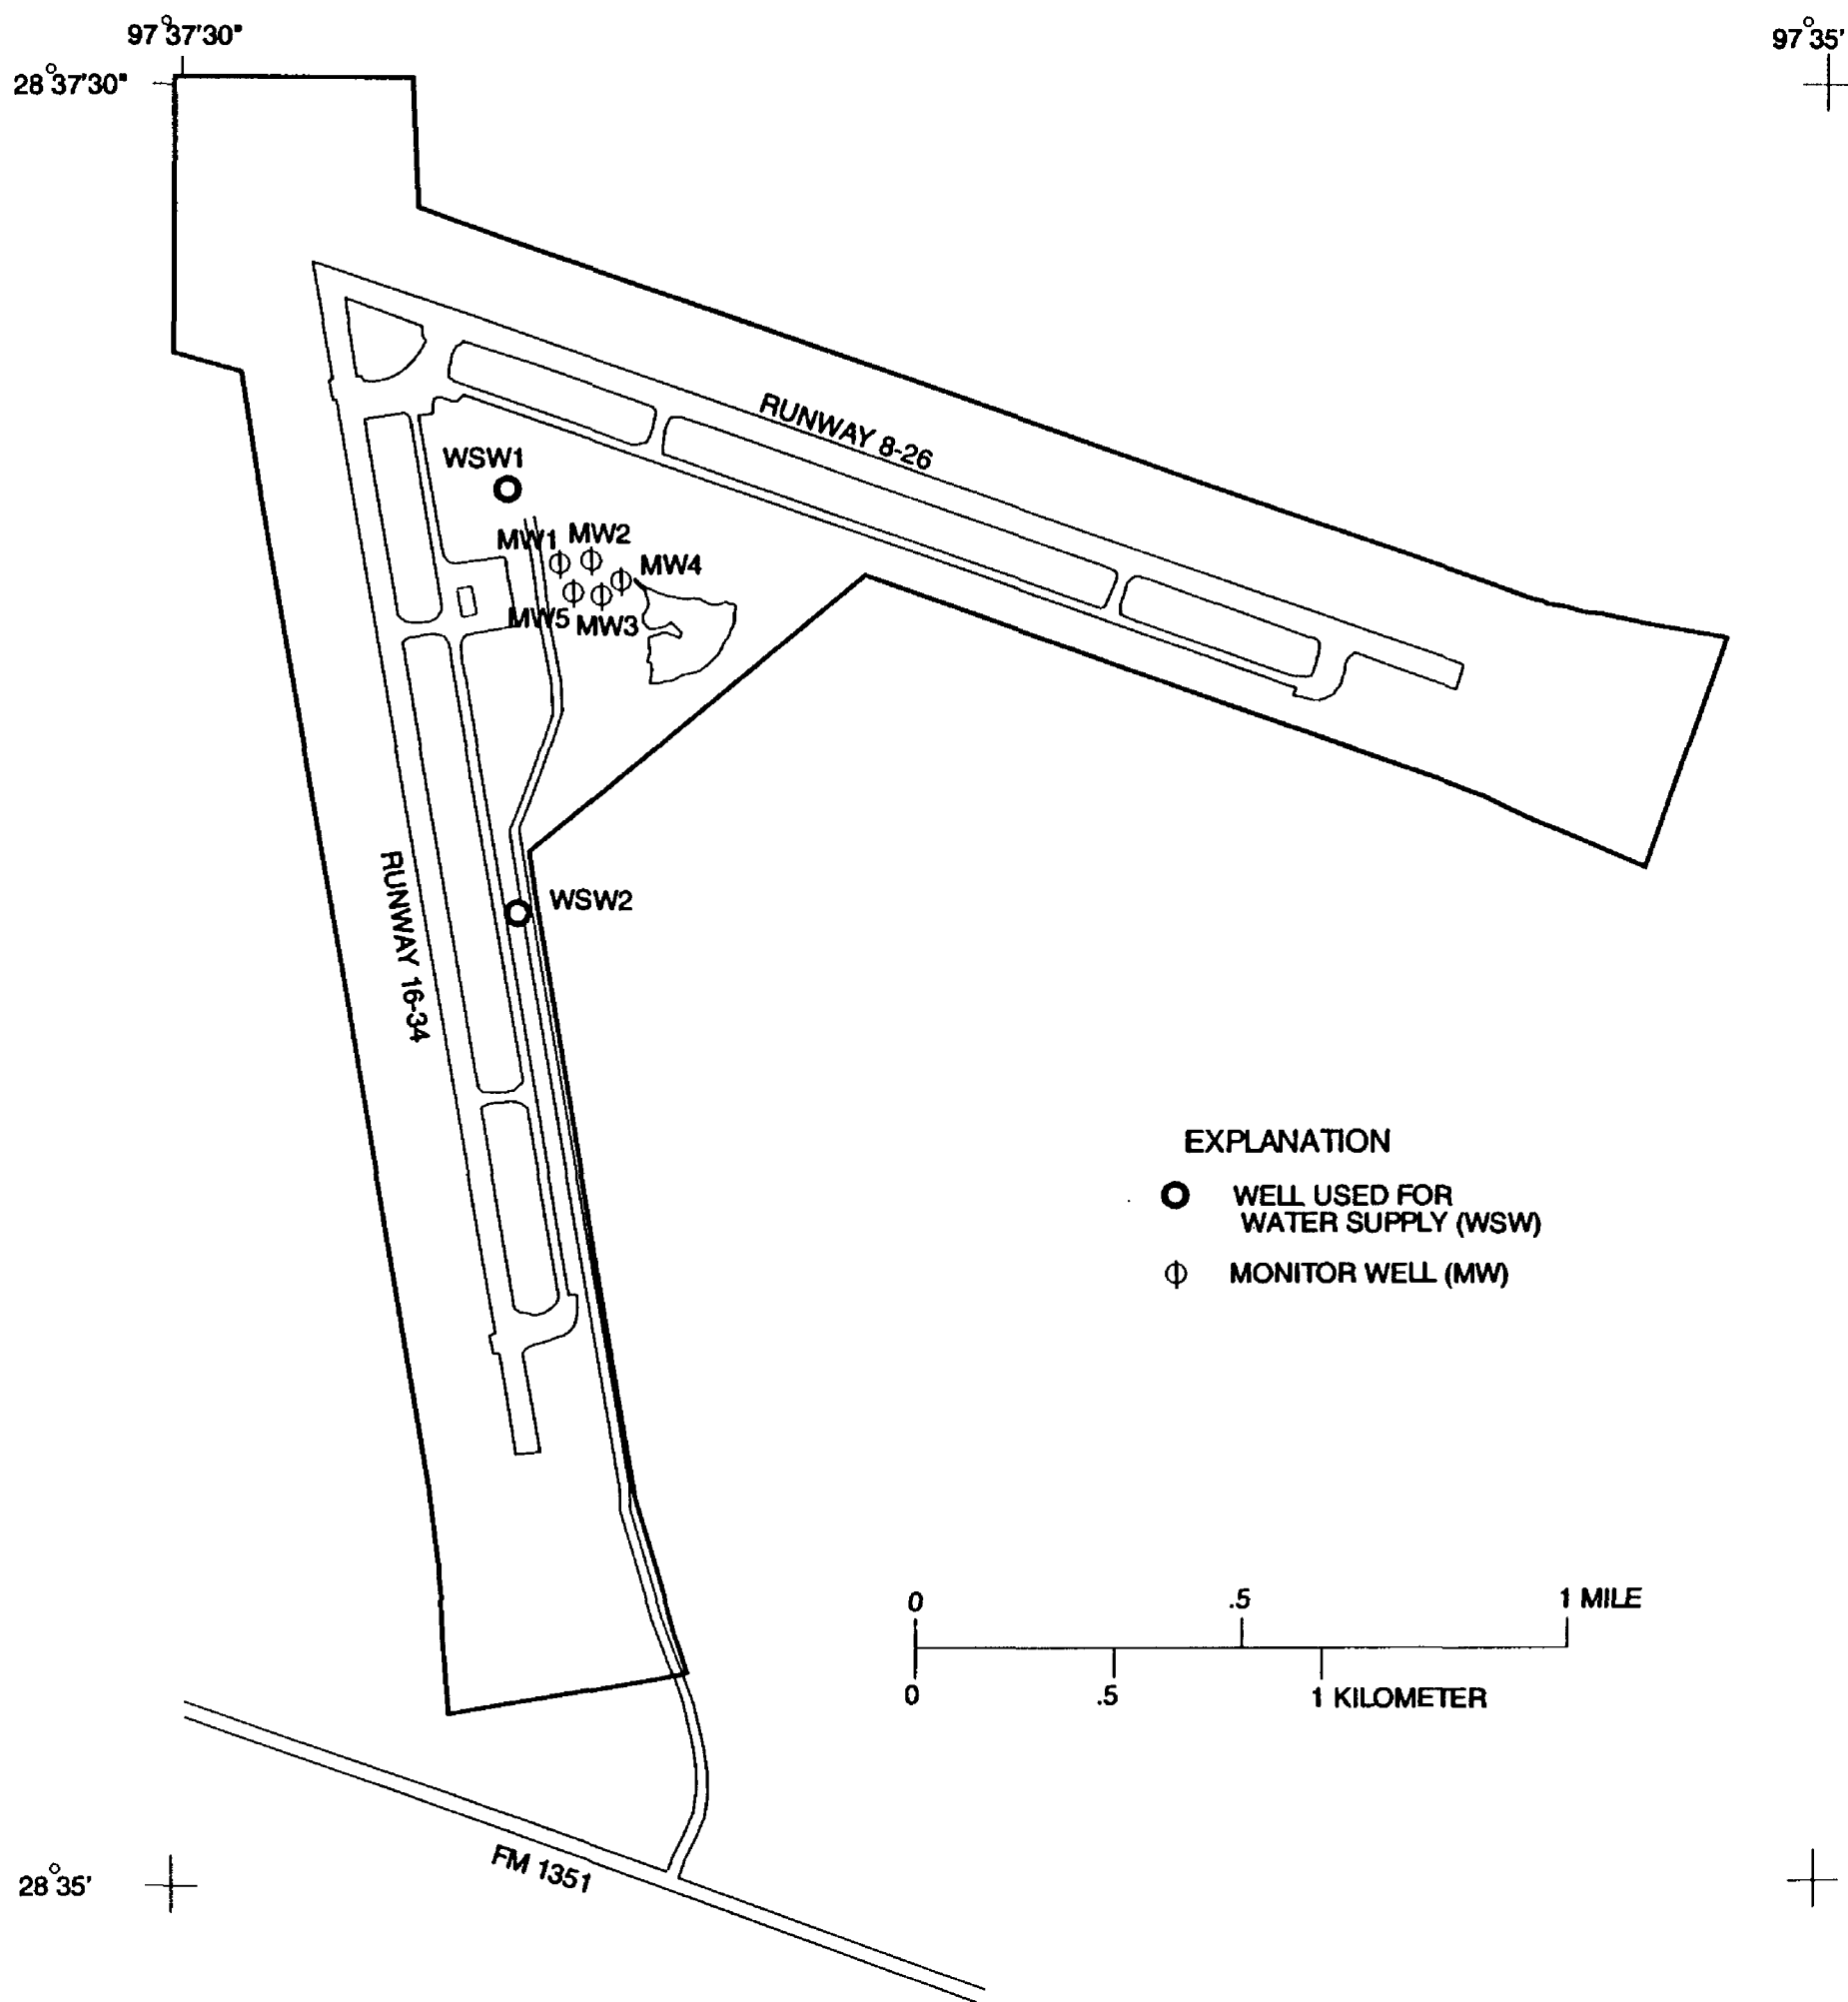 97°37'30"
97°35'
28°37'30"
RUNWAY 8-26
WSW1
MW1
MW2
MW4
MW5
MW3
RUNWAY 16-34
WSW2
EXPLANATION
WELL USED FOR
WATER SUPPLY (WSW)
MONITOR WELL (MW)
0 .5 1 MILE
0 .5 1 KILOMETER
FM 1351
28°35'